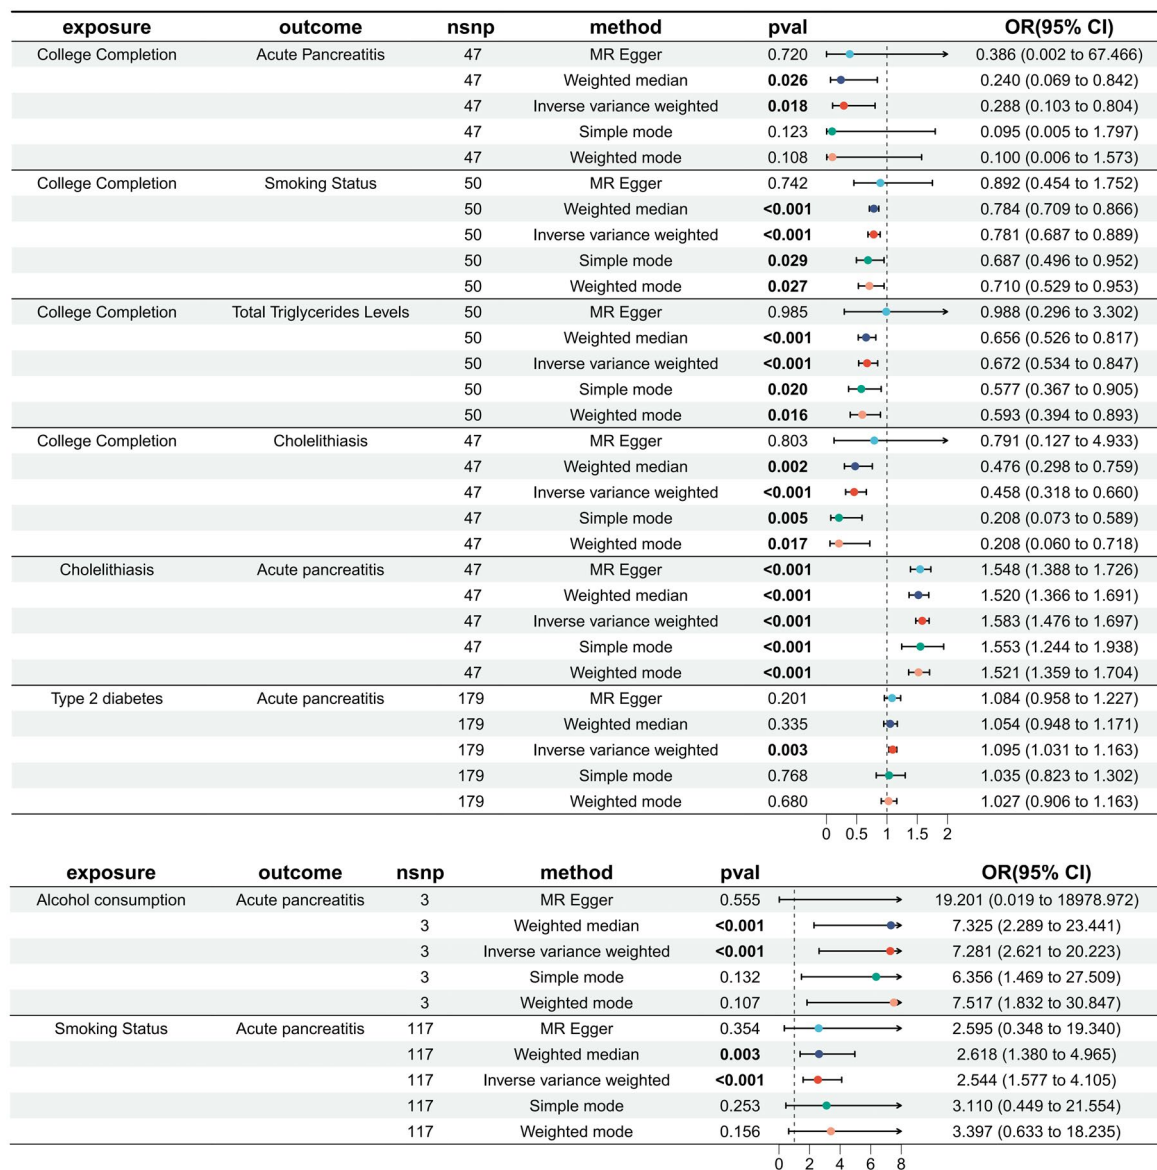 exposure outcome nsnp method pval OR(95% CI)
College Completion Acute Pancreatitis 47 MR Egger 0.720 0.386 (0.002 to 67.466)
47 Weighted median 0.026 0.240 (0.069 to 0.842)
47 Inverse variance weighted 0.018 0.288 (0.103 to 0.804)
47 Simple mode 0.123 0.095 (0.005 to 1.797)
47 Weighted mode 0.108 0.100 (0.006 to 1.573)
College Completion Smoking Status 50 MR Egger 0.742 0.892 (0.454 to 1.752)
50 Weighted median <0.001 0.784 (0.709 to 0.866)
50 Inverse variance weighted <0.001 0.781 (0.687 to 0.889)
50 Simple mode 0.029 0.687 (0.496 to 0.952)
50 Weighted mode 0.027 0.710 (0.529 to 0.953)
College Completion Total Triglycerides Levels 50 MR Egger 0.985 0.988 (0.296 to 3.302)
50 Weighted median <0.001 0.656 (0.526 to 0.817)
50 Inverse variance weighted <0.001 0.672 (0.534 to 0.847)
50 Simple mode 0.020 0.577 (0.367 to 0.905)
50 Weighted mode 0.016 0.593 (0.394 to 0.893)
College Completion Cholelithiasis 47 MR Egger 0.803 0.791 (0.127 to 4.933)
47 Weighted median 0.002 0.476 (0.298 to 0.759)
47 Inverse variance weighted <0.001 0.458 (0.318 to 0.660)
47 Simple mode 0.005 0.208 (0.073 to 0.589)
47 Weighted mode 0.017 0.208 (0.060 to 0.718)
Cholelithiasis Acute pancreatitis 47 MR Egger <0.001 1.548 (1.388 to 1.726)
47 Weighted median <0.001 1.520 (1.366 to 1.691)
47 Inverse variance weighted <0.001 1.583 (1.476 to 1.697)
47 Simple mode <0.001 1.553 (1.244 to 1.938)
47 Weighted mode <0.001 1.521 (1.359 to 1.704)
Type 2 diabetes Acute pancreatitis 179 MR Egger 0.201 1.084 (0.958 to 1.227)
179 Weighted median 0.335 1.054 (0.948 to 1.171)
179 Inverse variance weighted 0.003 1.095 (1.031 to 1.163)
179 Simple mode 0.768 1.035 (0.823 to 1.302)
179 Weighted mode 0.680 1.027 (0.906 to 1.163)
0 0.5 1 1.5 2
exposure outcome nsnp method pval OR(95% CI)
Alcohol consumption Acute pancreatitis 3 MR Egger 0.555 19.201 (0.019 to 18978.972)
3 Weighted median <0.001 7.325 (2.289 to 23.441)
3 Inverse variance weighted <0.001 7.281 (2.621 to 20.223)
3 Simple mode 0.132 6.356 (1.469 to 27.509)
3 Weighted mode 0.107 7.517 (1.832 to 30.847)
Smoking Status Acute pancreatitis 117 MR Egger 0.354 2.595 (0.348 to 19.340)
117 Weighted median 0.003 2.618 (1.380 to 4.965)
117 Inverse variance weighted <0.001 2.544 (1.577 to 4.105)
117 Simple mode 0.253 3.110 (0.449 to 21.554)
117 Weighted mode 0.156 3.397 (0.633 to 18.235)
0 2 4 6 8